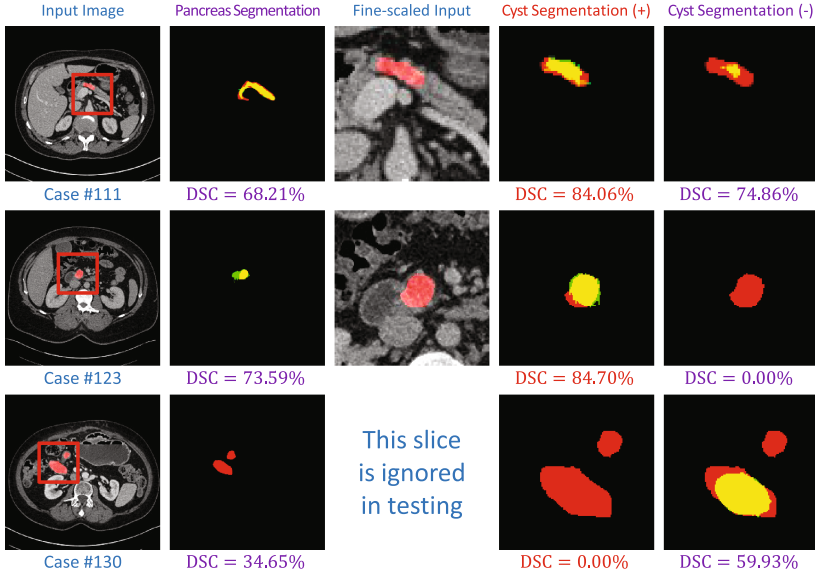 Input Image
Pancreas Segmentation
Fine-scaled Input
Cyst Segmentation (+)
Cyst Segmentation (-)
Case #111
DSC = 68.21%
DSC = 84.06%
DSC = 74.86%
Case #123
DSC = 73.59%
DSC = 84.70%
DSC = 0.00%
This slice
is ignored
in testing
Case #130
DSC = 34.65%
DSC = 0.00%
DSC = 59.93%